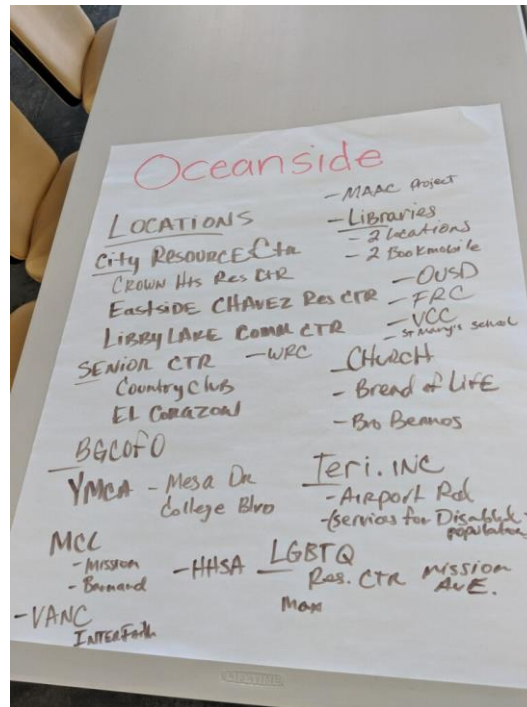 Oceanside
LOCATIONS
City RESOURCE Ctr
CROWN Hts Res CTR
EastsiDE CHAVEZ Res CTR
LiBBy LAKE Comm CTR
SENIOR CTR - WRC
Country Club
EL CORAZON
BGCOFO
YMCA - Mesa Dr
College Blvd
MCC
- Mission
- Barnard
- HHSA
- VANC
INTERFaith
- MAAC Project
- Libraries
- 2 locations
- 2 Bookmobile
- OUSD
- FRC
- VCC
- St Mary's School
CHURCH
- Bread of LifE
- Bro Bennos
Teri. INC
- AiRport Rd
- (services for Disabled
population
LGBTQ
Res. CTR mission
AVE.
LIFETIME